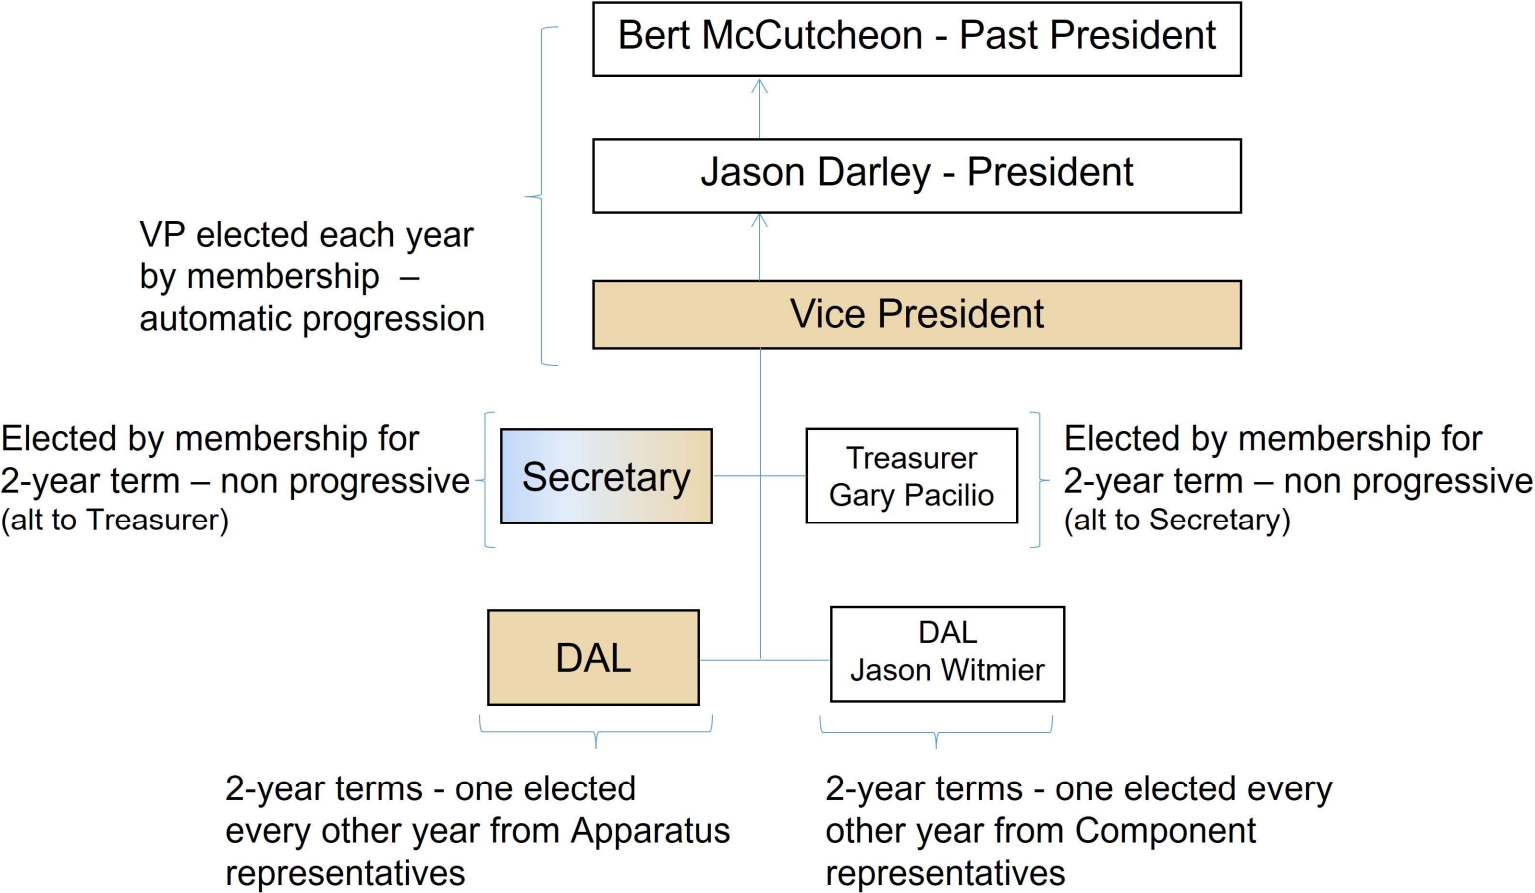 Bert McCutcheon - Past President
Jason Darley - President
VP elected each year
by membership –
automatic progression
Vice President
Elected by membership for
2-year term – non progressive
(alt to Treasurer)
Secretary
Treasurer
Gary Pacilio
Elected by membership for
2-year term – non progressive
(alt to Secretary)
DAL
DAL
Jason Witmier
2-year terms - one elected
every other year from Apparatus
representatives
2-year terms - one elected every
other year from Component
representatives